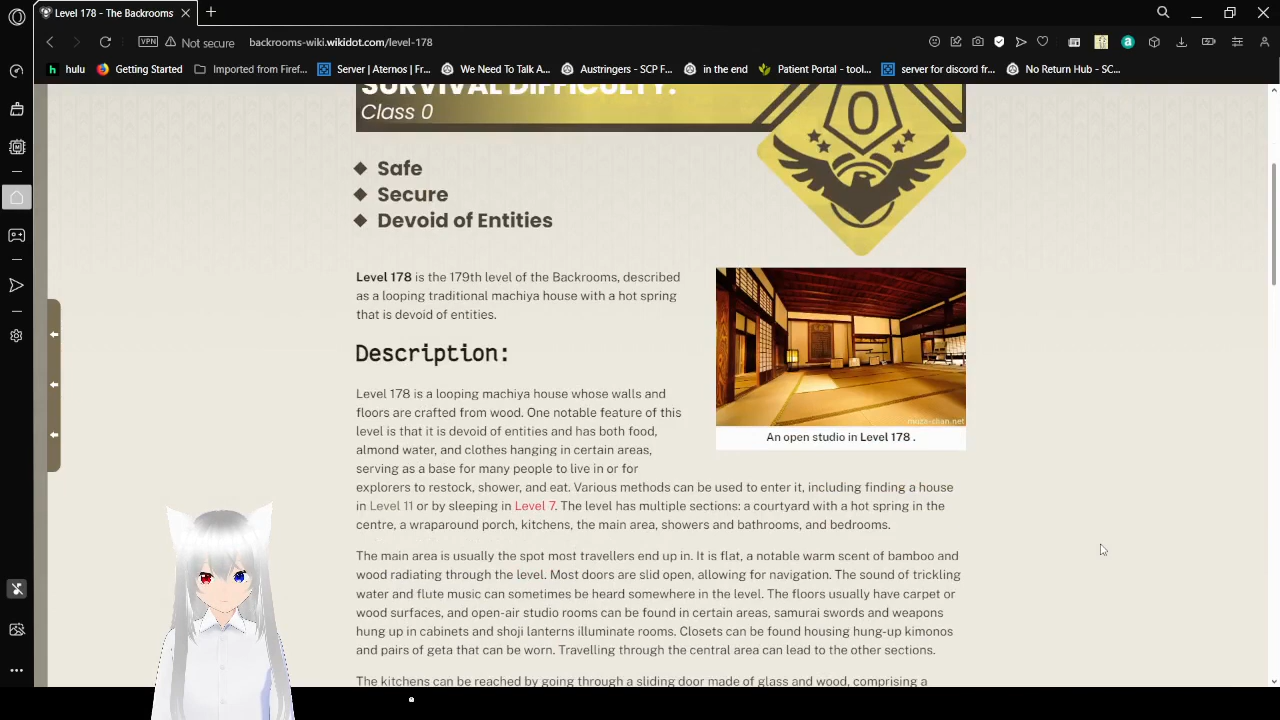 Level 178 - The Backrooms
VPN Not secure backrooms-wiki.wikidot.com/level-178
hulu Getting Started Imported from Firef... Server | Aternos | Fr... We Need To Talk A... Austringers - SCP F... in the end Patient Portal - tool... server for discord fr... No Return Hub - SC...
SURVIVAL DIFFICULTY:
Class 0
0
Safe
Secure
Devoid of Entities
Level 178 is the 179th level of the Backrooms, described
as a looping traditional machiya house with a hot spring
that is devoid of entities.
Description:
Level 178 is a looping machiya house whose walls and
floors are crafted from wood. One notable feature of this
level is that it is devoid of entities and has both food,
almond water, and clothes hanging in certain areas,
serving as a base for many people to live in or for
moza-chan.net
An open studio in Level 178 .
explorers to restock, shower, and eat. Various methods can be used to enter it, including finding a house
in Level 11 or by sleeping in Level 7. The level has multiple sections: a courtyard with a hot spring in the
centre, a wraparound porch, kitchens, the main area, showers and bathrooms, and bedrooms.
The main area is usually the spot most travellers end up in. It is flat, a notable warm scent of bamboo and
wood radiating through the level. Most doors are slid open, allowing for navigation. The sound of trickling
water and flute music can sometimes be heard somewhere in the level. The floors usually have carpet or
wood surfaces, and open-air studio rooms can be found in certain areas, samurai swords and weapons
hung up in cabinets and shoji lanterns illuminate rooms. Closets can be found housing hung-up kimonos
and pairs of geta that can be worn. Travelling through the central area can lead to the other sections.
The kitchens can be reached by going through a sliding door made of glass and wood, comprising a